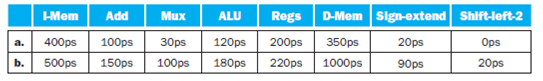 I-Mem Add Mux ALU Regs D-Mem Sign-extend Shift-left-2
a. 400ps 100ps 30ps 120ps 200ps 350ps 20ps 0ps
b. 500ps 150ps 100ps 180ps 220ps 1000ps 90ps 20ps